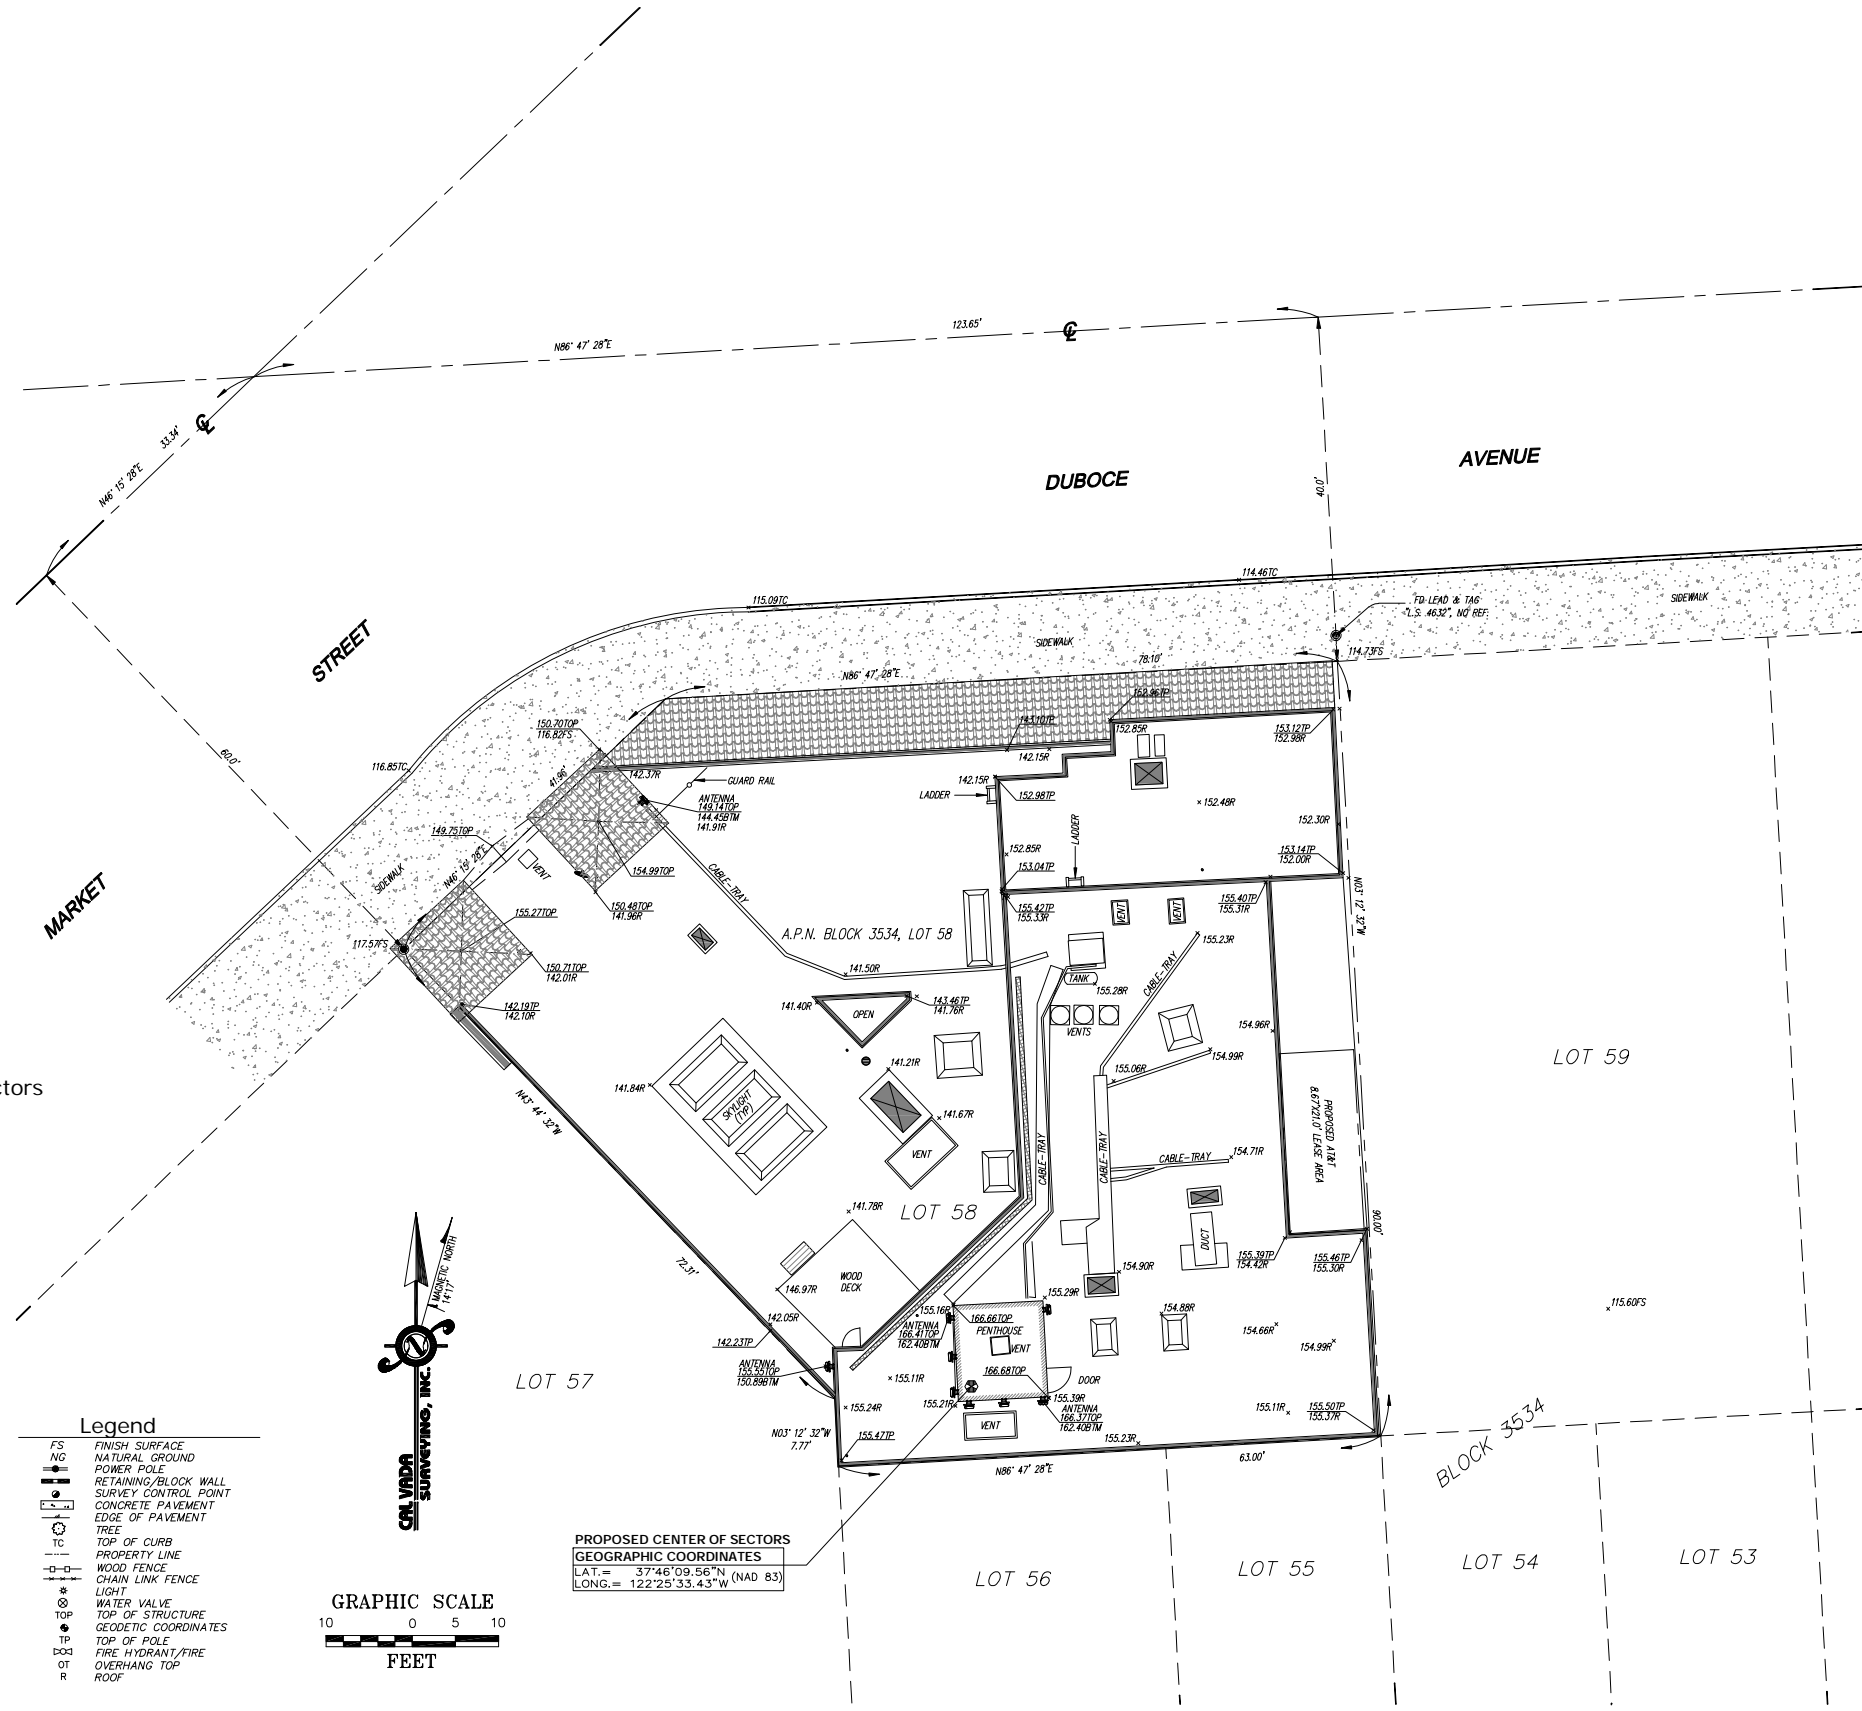 123.65'
℄
N86° 47' 28"E
℄
33.34'
N46° 15' 28"E
AVENUE
DUBOCE
40.0'
114.46TC
FD LEAD & TAG
"L.S. 4632", NO REF.
SIDEWALK
115.09TC
STREET
SIDEWALK
114.73FS
78.10'
N86° 47' 28"E
150.70TOP
116.82FS
152.96TP
143.10TP
152.85R
153.12TP
152.98R
60.0'
116.85TC
142.37R
41.96'
142.15R
GUARD RAIL
142.15R
LADDER
152.98TP
ANTENNA
149.14TOP
144.45BTM
141.91R
152.48R
152.30R
LADDER
149.75TOP
SIDEWALK
N46° 15' 28"E
VENT
154.99TOP
CABLE-TRAY
152.85R
153.04TP
153.14TP
152.00R
MARKET
155.27TOP
150.48TOP
141.96R
155.42TP
155.33R
VENT
VENT
155.40TP
155.31R
N03° 12' 32"W
117.57FS
A.P.N. BLOCK 3534, LOT 58
155.23R
150.71TOP
142.01R
141.50R
TANK
155.28R
CABLE-TRAY
142.19TP
142.10R
141.40R
OPEN
143.46TP
141.76R
VENTS
154.96R
154.99R
LOT 59
141.21R
155.06R
141.84R
SKYLIGHT
(TYP)
141.67R
PROPOSED AT&T
8.67'X21.0' LEASE AREA
ctors
N43° 44' 32"W
VENT
CABLE-TRAY
CABLE-TRAY
CABLE-TRAY
154.71R
141.78R
LOT 58
DUCT
90.00'
MAGNETIC NORTH
14°17'
72.31'
WOOD
DECK
146.97R
154.90R
155.39TP
154.42R
155.46TP
155.30R
155.29R
115.60FS
142.05R
142.23TP
155.16R
166.66TOP
PENTHOUSE
VENT
ANTENNA
166.41TOP
162.40BTM
154.88R
154.66R
154.99R
ANTENNA
155.55TOP
150.89BTM
166.68TOP
DOOR
LOT 57
155.11R
155.39R
155.21R
155.24R
ANTENNA
166.37TOP
162.40BTM
155.11R
155.50TP
155.37R
VENT
N03° 12' 32"W
7.77'
155.47TP
155.23R
N86° 47' 28"E
63.00'
BLOCK 3534
CAL VADA
SURVEYING, INC.
Legend
FS FINISH SURFACE
NG NATURAL GROUND
POWER POLE
RETAINING/BLOCK WALL
SURVEY CONTROL POINT
CONCRETE PAVEMENT
EDGE OF PAVEMENT
TREE
TC TOP OF CURB
PROPERTY LINE
WOOD FENCE
CHAIN LINK FENCE
LIGHT
WATER VALVE
TOP TOP OF STRUCTURE
GEODETIC COORDINATES
TP TOP OF POLE
FIRE HYDRANT/FIRE
OT OVERHANG TOP
R ROOF
PROPOSED CENTER OF SECTORS
GEOGRAPHIC COORDINATES
LAT.= 37°46'09.56"N (NAD 83)
LONG.= 122°25'33.43"W
LOT 56
LOT 55
LOT 54
LOT 53
GRAPHIC SCALE
10 0 5 10
FEET